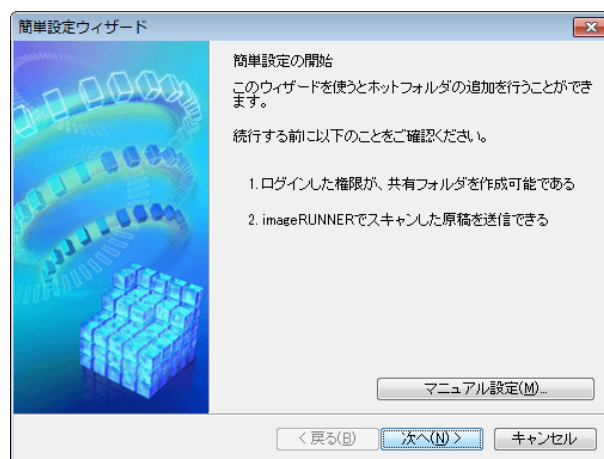 簡単設定ウィザード
簡単設定の開始
このウィザードを使うとホットフォルダの追加を行うことができ
ます。
続行する前に以下のことをご確認ください。
1.ログインした権限が、共有フォルダを作成可能である
2. imageRUNNERでスキャンした原稿を送信できる
マニュアル設定(M)...
< 戻る(B) 次へ(N) > キャンセル